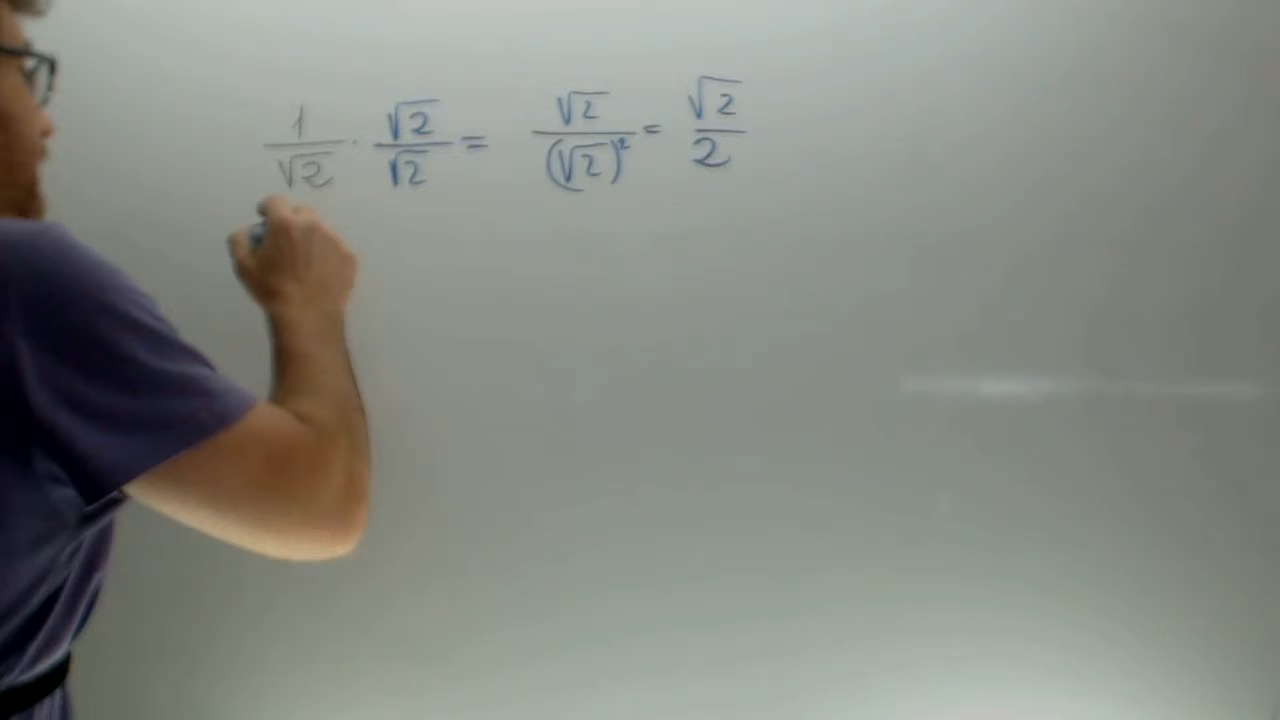 1/√2 · √2/√2 = √2/(√2)² = √2/2